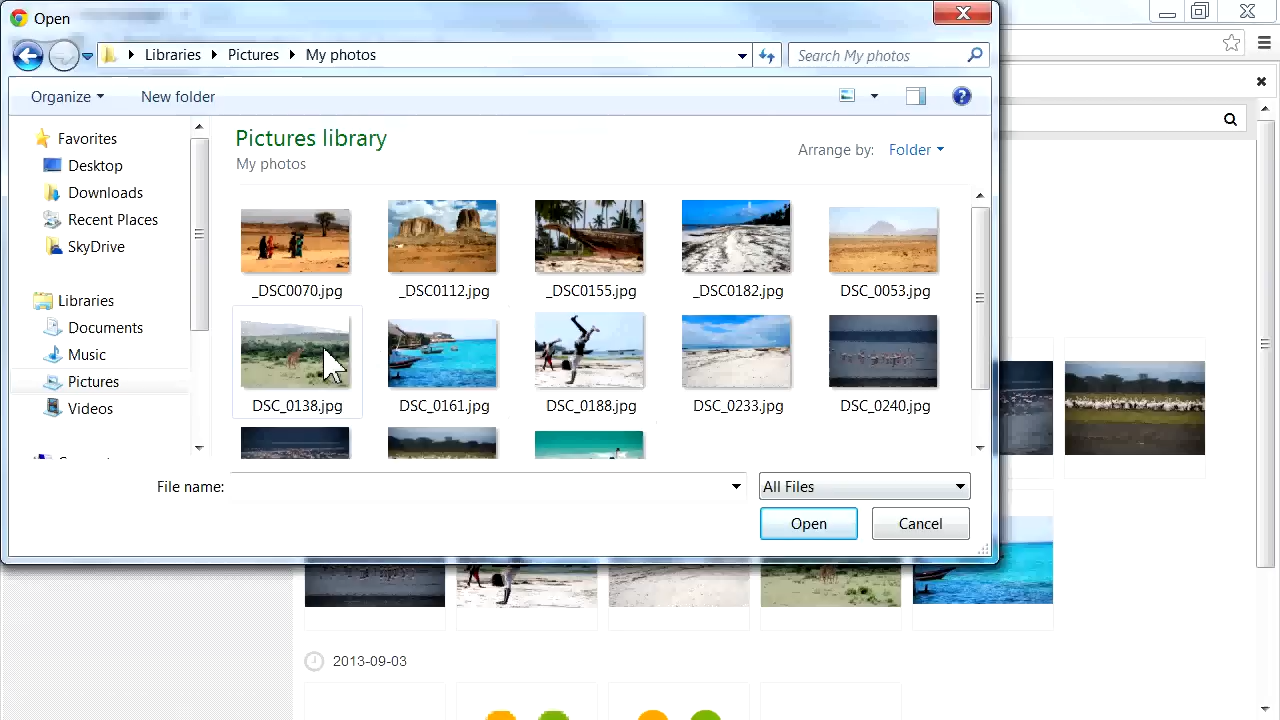 Open
Libraries Pictures My photos
Search My photos
Organize New folder
Pictures library
My photos
Arrange by: Folder
Favorites
Desktop
Downloads
Recent Places
SkyDrive
Libraries
Documents
Music
Pictures
Videos
_DSC0070.jpg _DSC0112.jpg _DSC0155.jpg _DSC0182.jpg DSC_0053.jpg
DSC_0138.jpg DSC_0161.jpg DSC_0188.jpg DSC_0233.jpg DSC_0240.jpg
File name:
All Files
Open Cancel
2013-09-03